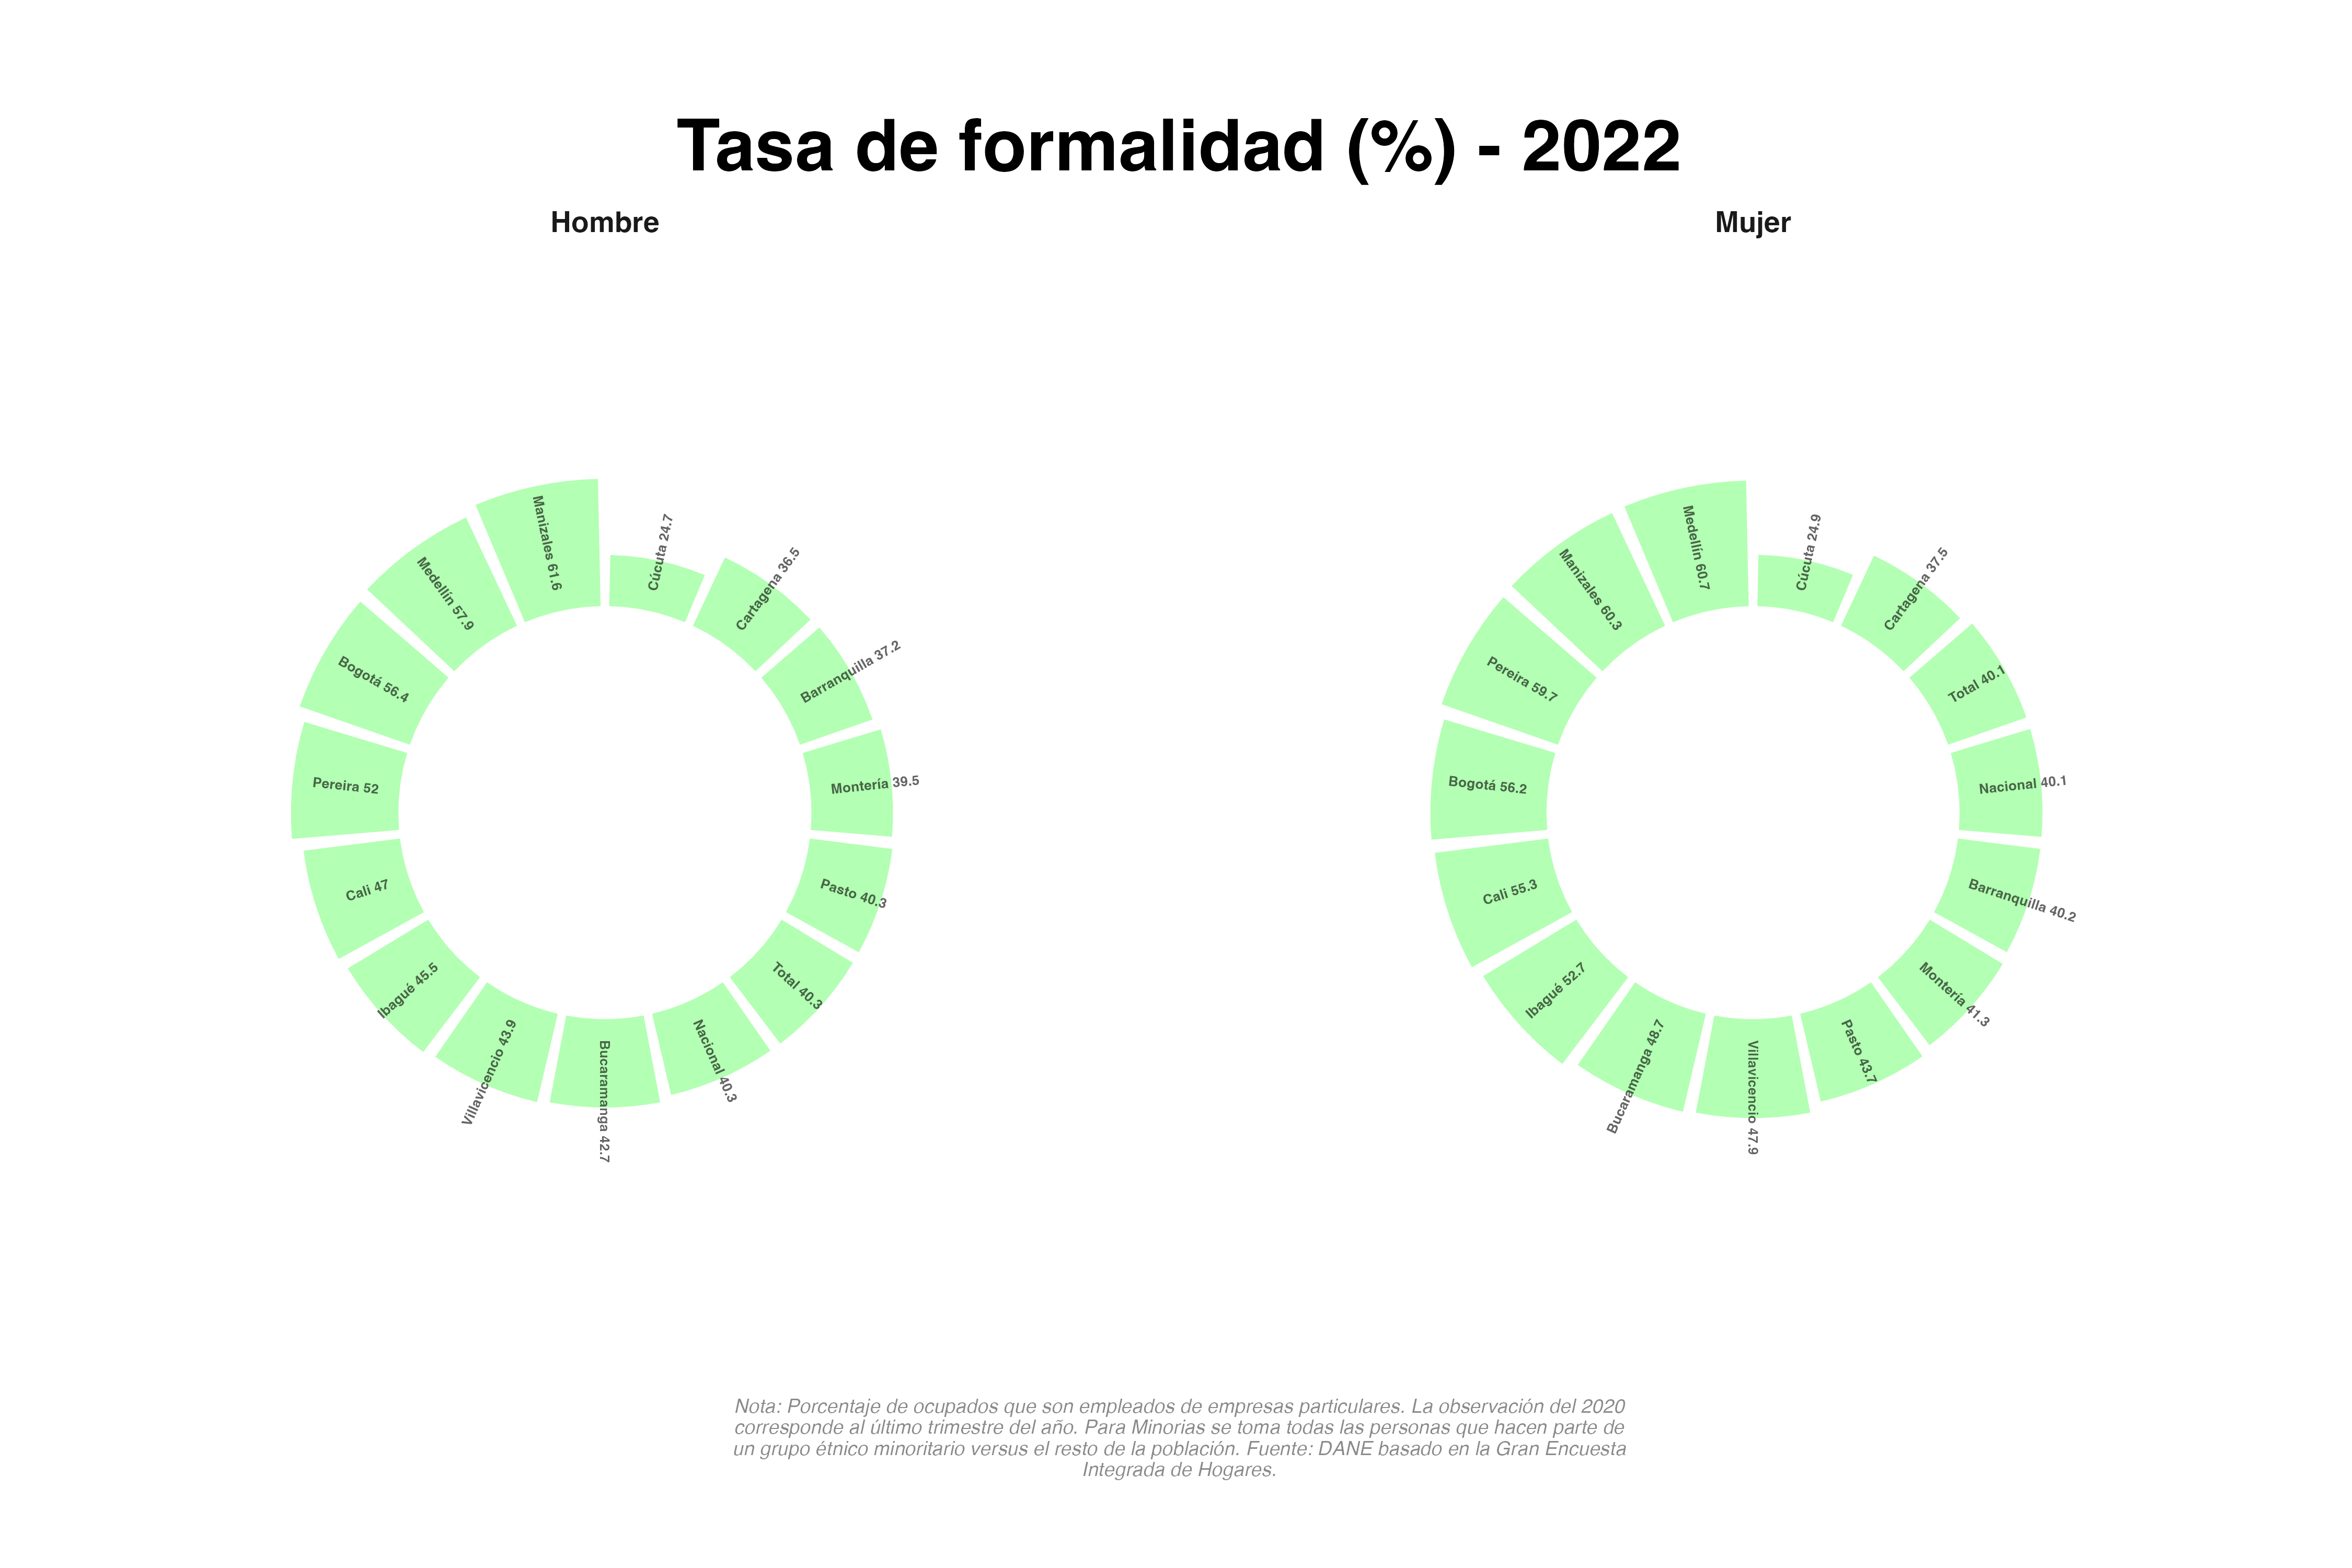 Tasa de formalidad (%) - 2022
Hombre
Cúcuta 24.7
Cartagena 36.5
Barranquilla 37.2
Montería 39.5
Pasto 40.3
Total 40.3
Nacional 40.3
Bucaramanga 42.7
Villavicencio 43.9
Ibagué 45.5
Cali 47
Pereira 52
Bogotá 56.4
Medellín 57.9
Manizales 61.6
Mujer
Cúcuta 24.9
Cartagena 37.5
Total 40.1
Nacional 40.1
Barranquilla 40.2
Montería 41.3
Pasto 43.7
Villavicencio 47.9
Bucaramanga 48.7
Ibagué 52.7
Cali 55.3
Bogotá 56.2
Pereira 59.7
Manizales 60.3
Medellín 60.7
Nota: Porcentaje de ocupados que son empleados de empresas particulares. La observación del 2020
corresponde al último trimestre del año. Para Minorias se toma todas las personas que hacen parte de
un grupo étnico minoritario versus el resto de la población. Fuente: DANE basado en la Gran Encuesta
Integrada de Hogares.